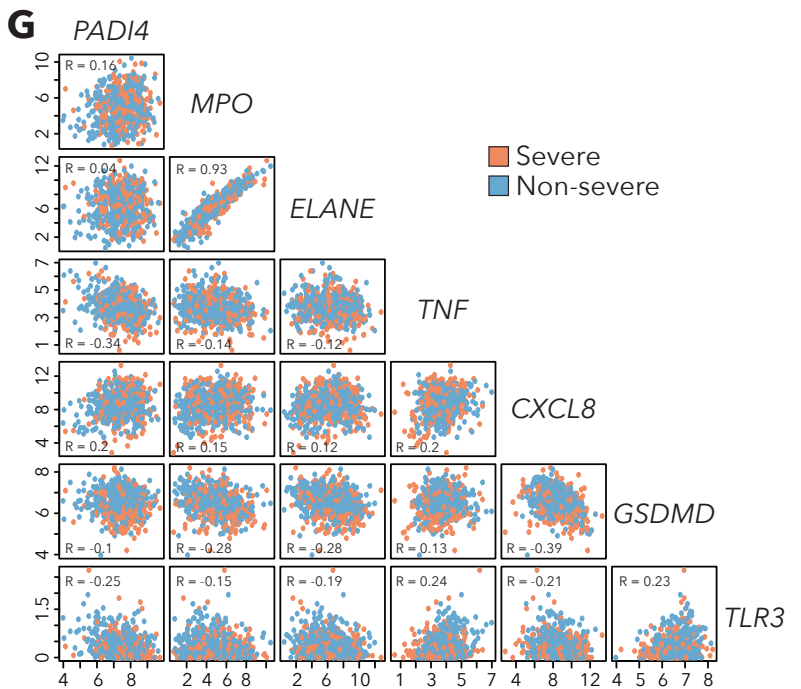 G
PADI4
10
6
2
R = 0.16
MPO
Severe
Non-severe
12
6
2
R = 0.04
R = 0.93
ELANE
7
5
3
1
R = -0.34
R = -0.14
R = -0.12
TNF
12
8
4
R = 0.2
R = 0.15
R = 0.12
R = 0.2
CXCL8
8
6
4
R = -0.1
R = -0.28
R = -0.28
R = 0.13
R = -0.39
GSDMD
1.5
0
R = -0.25
R = -0.15
R = -0.19
R = 0.24
R = -0.21
R = 0.23
TLR3
4 6 8 2 4 6 8 2 6 10 1 3 5 7 4 8 12 4 5 6 7 8